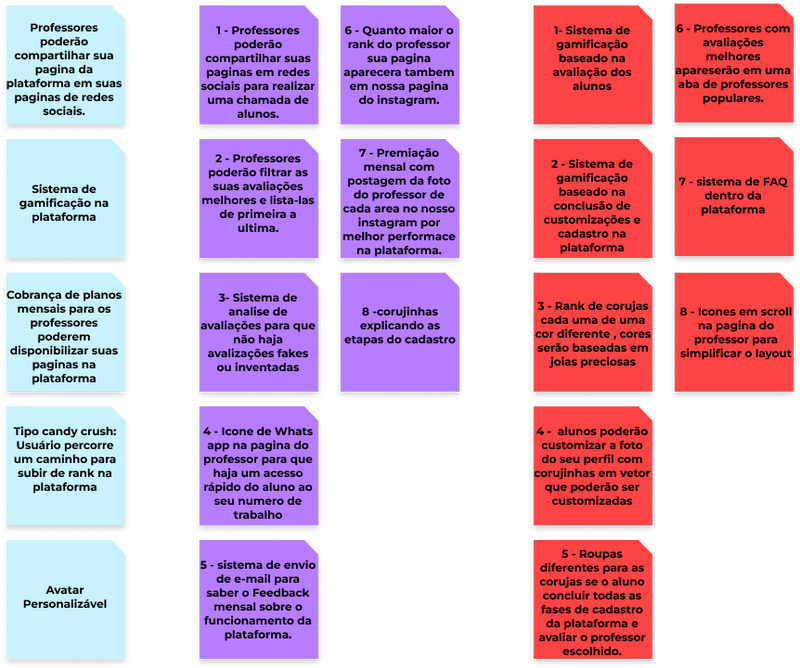 Professores
poderão
compartilhar sua
pagina da
plataforma em suas
paginas de redes
sociais.
Sistema de
gamificação na
plataforma
Cobrança de planos
mensais para os
professores
poderem
disponibilizar suas
paginas na
plataforma
Tipo candy crush:
Usuário percorre
um caminho para
subir de rank na
plataforma
Avatar
Personalizável
1 - Professores
poderão
compartilhar suas
paginas em redes
sociais para realizar
uma chamada de
alunos.
2 - Professores
poderão filtrar as
suas avaliações
melhores e lista-las
de primeira a
ultima.
3- Sistema de
analise de
avaliações para que
não haja
avalizações fakes
ou inventadas
4 - Icone de Whats
app na pagina do
professor para que
haja um acesso
rápido do aluno ao
seu numero de
trabalho
5 - sistema de envio
de e-mail para
saber o Feedback
mensal sobre o
funcionamento da
plataforma.
6 - Quanto maior o
rank do professor
sua pagina
aparecera tambem
em nossa pagina
do instagram.
7 - Premiação
mensal com
postagem da foto
do professor de
cada area no nosso
instagram por
melhor performace
na plataforma.
8 -corujinhas
explicando as
etapas do cadastro
1- Sistema de
gamificação
baseado na
avaliação dos
alunos
2 - Sistema de
gamificação
baseado na
conclusão de
customizações e
cadastro na
plataforma
3 - Rank de corujas
cada uma de uma
cor diferente , cores
serão baseadas em
joias preciosas
4 -  alunos poderão
customizar a foto
do seu perfil com
corujinhas em vetor
que poderão ser
customizadas
5 - Roupas
diferentes para as
corujas se o aluno
concluir todas as
fases de cadastro
da plataforma e
avaliar o professor
escolhido.
6 - Professores com
avaliações
melhores
apareserão em uma
aba de professores
populares.
7 - sistema de FAQ
dentro da
plataforma
8 - Icones em scroll
na pagina do
professor para
simplificar o layout